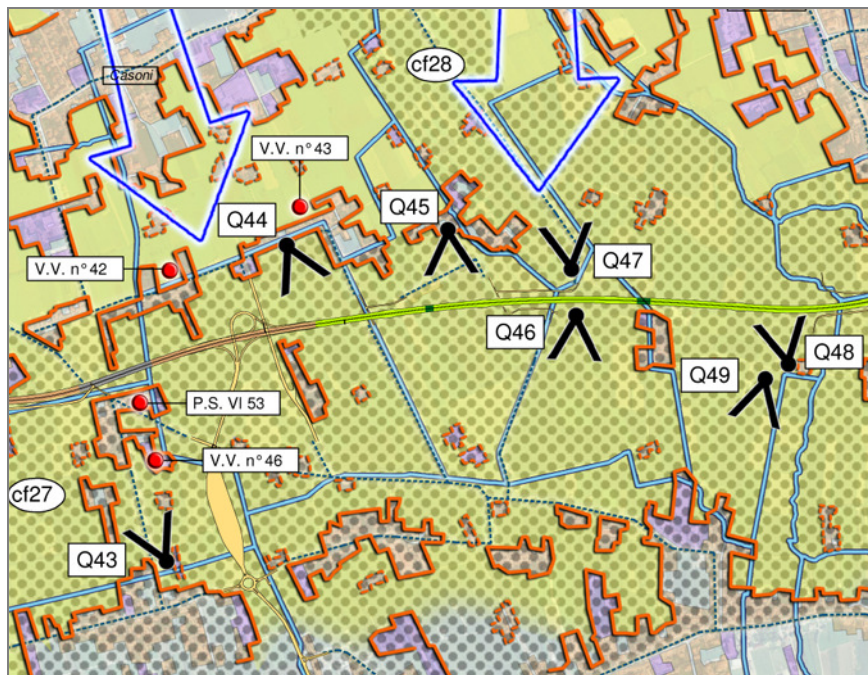 cf28
Casoni
V.V. n° 43
Q44
Q45
V.V. n° 42
Q47
Q46
Q48
Q49
P.S. VI 53
V.V. n° 46
cf27
Q43